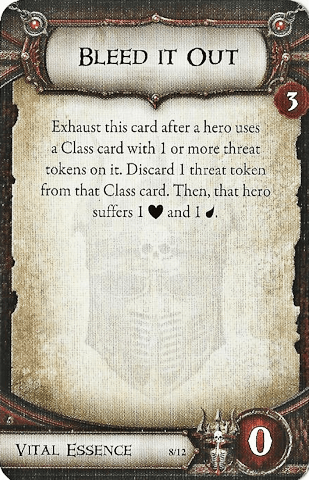 Bleed it Out
3
Exhaust this card after a hero uses
a Class card with 1 or more threat
tokens on it. Discard 1 threat token
from that Class card. Then, that hero
suffers 1 ♥ and 1 💧.
Vital Essence 8/12 0